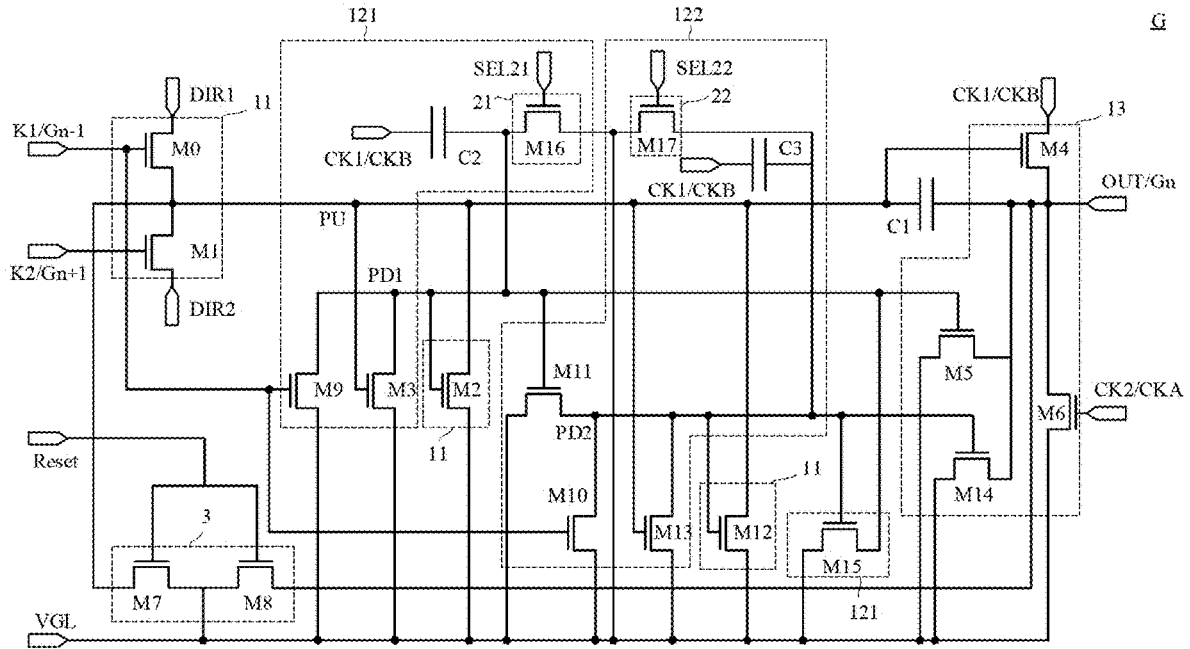 121
122
G
SEL21
SEL22
DIR1
11
21
22
CK1/CKB
13
K1/Gn-1
M0
CK1/CKB
C2
M16
M17
C3
M4
CK1/CKB
OUT/Gn
PU
C1
K2/Gn+1
M1
PD1
DIR2
M9
M3
M2
M11
M5
CK2/CKA
M6
PD2
11
Reset
M10
11
M14
3
M13
M12
M15
M7
M8
121
VGL